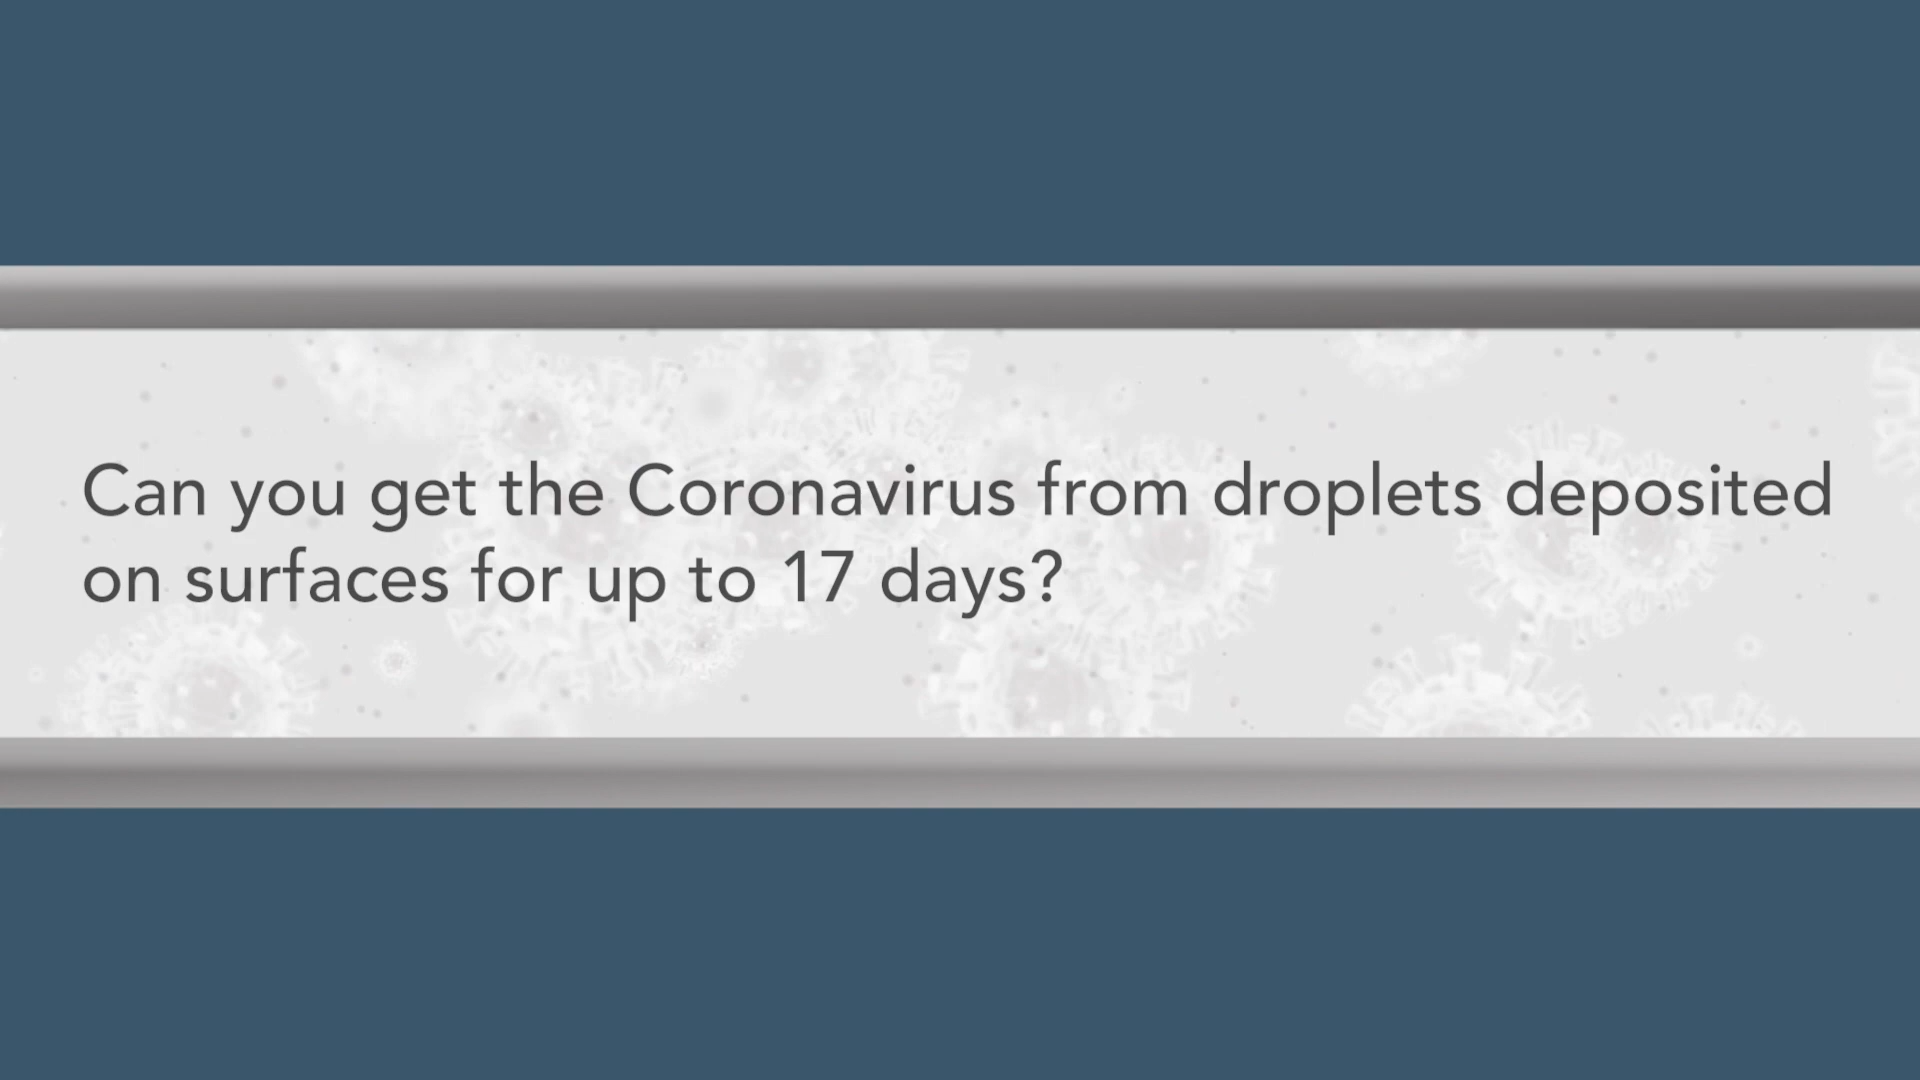 Can you get the Coronavirus from droplets deposited
on surfaces for up to 17 days?